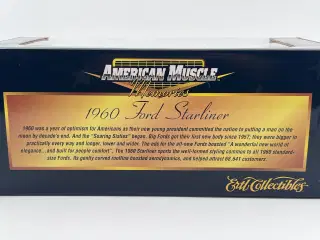 AMERICAN MUSCLE
Memories
1960 Ford Starliner
1960 was a year of optimism for Americans as their new young president committed the nation to putting a man on the
moon by decade's end. And the "Soaring Sixties" began. Big Fords got their first new body since 1957; they were bigger in
practically every way and longer, lower and wider. The ads for the all-new Fords boasted "A wonderful new world of
elegance... and built for people comfort". The 1960 Starliner sports the well-formed styling common to all 1960 standard-
size Fords. Its gently curved roofline boosted aerodynamics, and helped attract 68,641 customers.
Ertl Collectibles